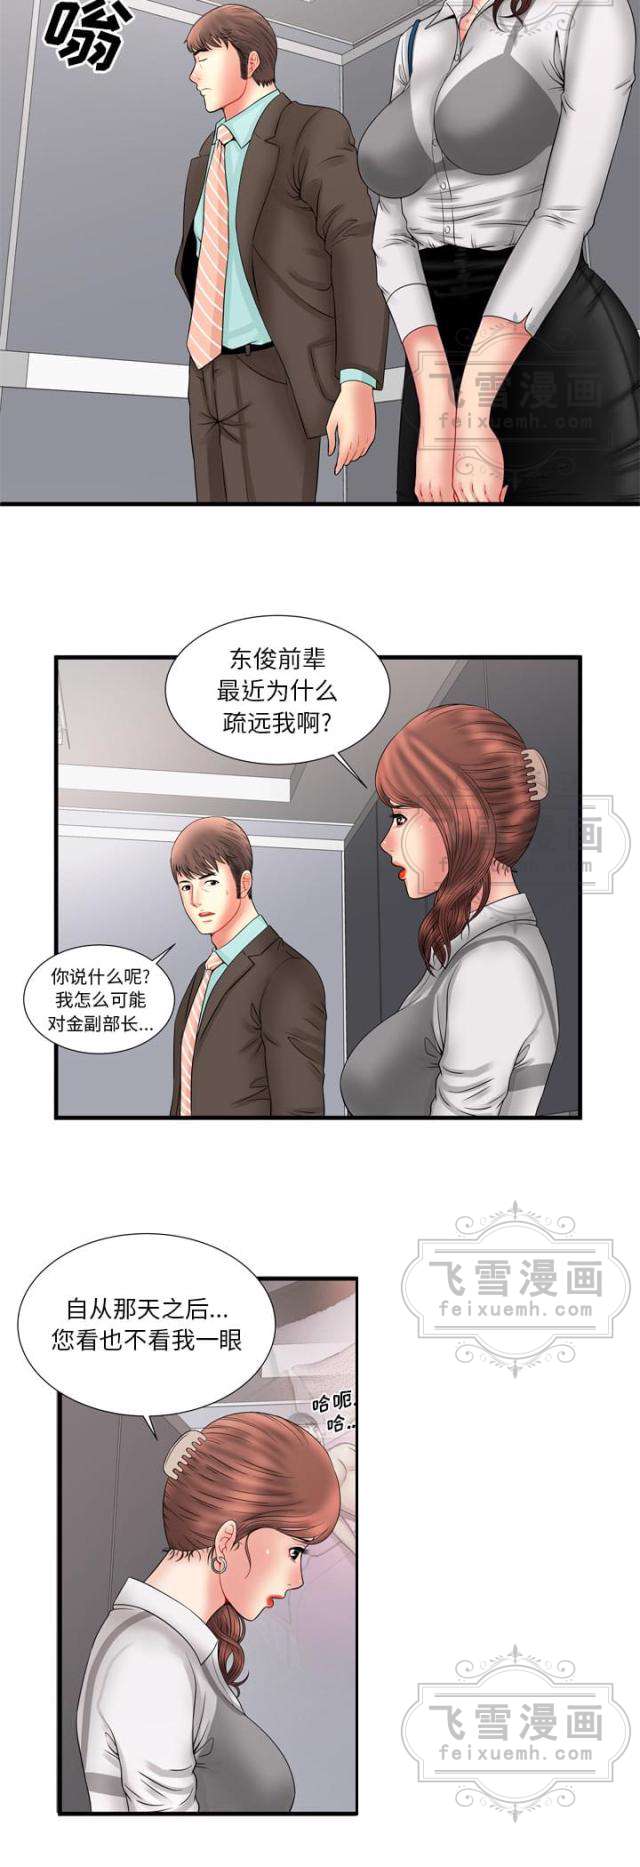 嗡
飞雪漫画
feixuemh.com
东俊前辈
最近为什么
疏远我啊?
飞雪漫画
feixuemh.com
你说什么呢?
我怎么可能
对金副部长...
飞雪漫画
feixuemh.com
自从那天之后...
您看也不看我一眼
哈呃..
哈..
飞雪漫画
feixuemh.com